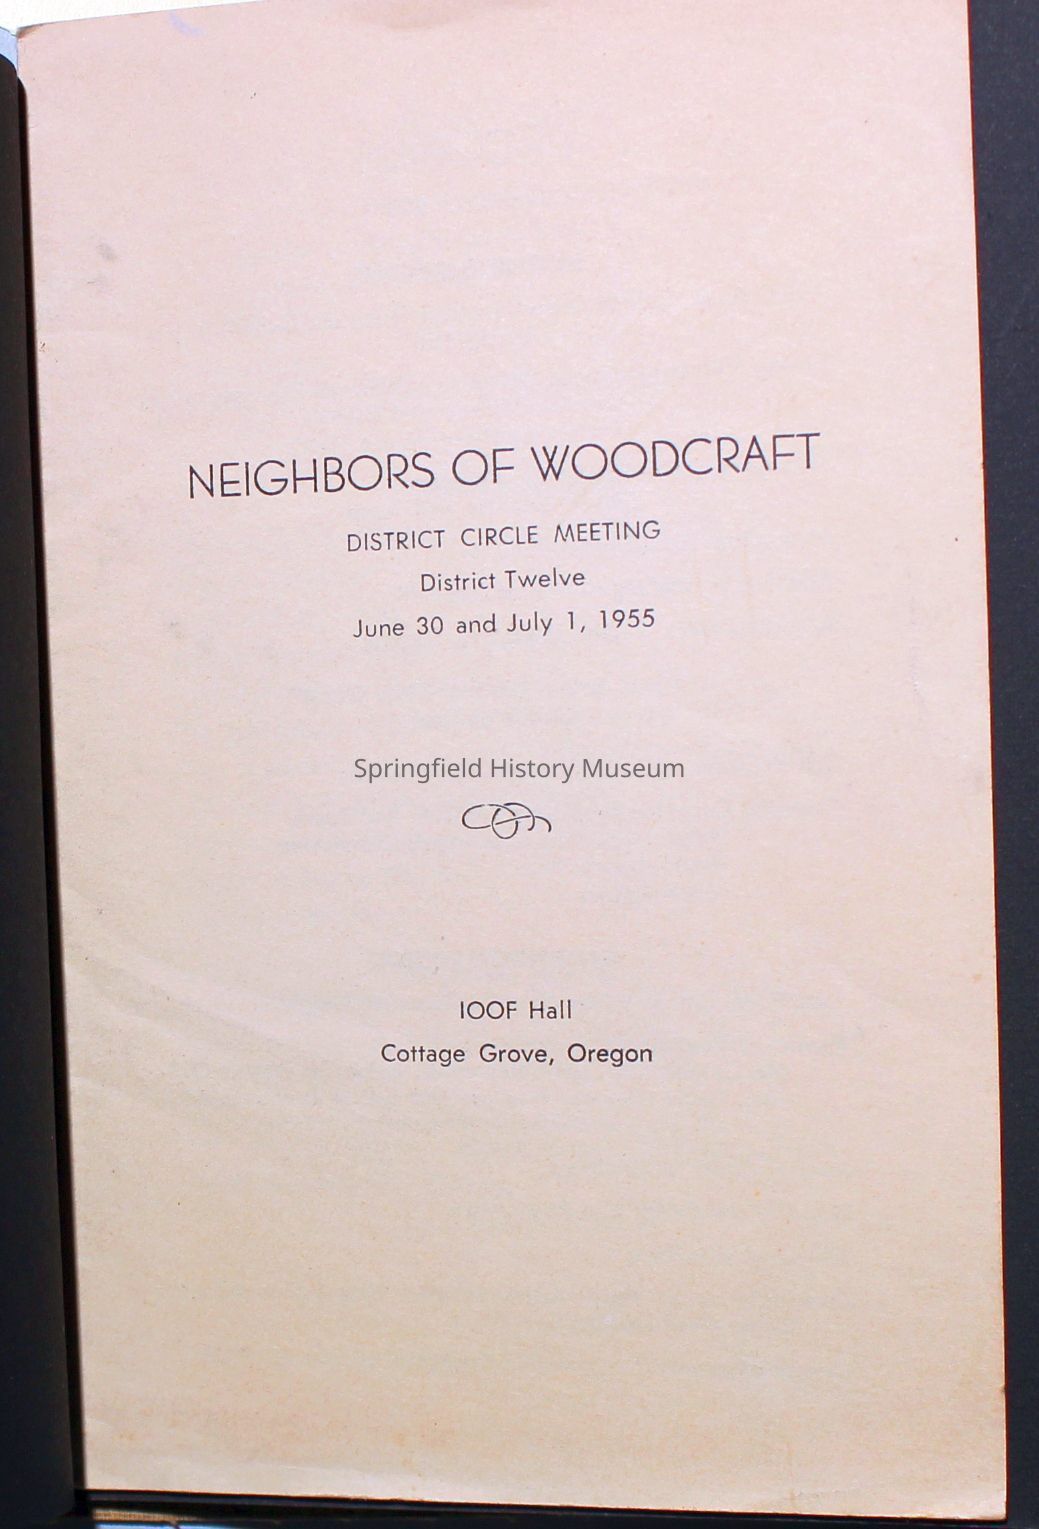 NEIGHBORS OF WOODCRAFT
DISTRICT CIRCLE MEETING
District Twelve
June 30 and July 1, 1955
Springfield History Museum
IOOF Hall
Cottage Grove, Oregon